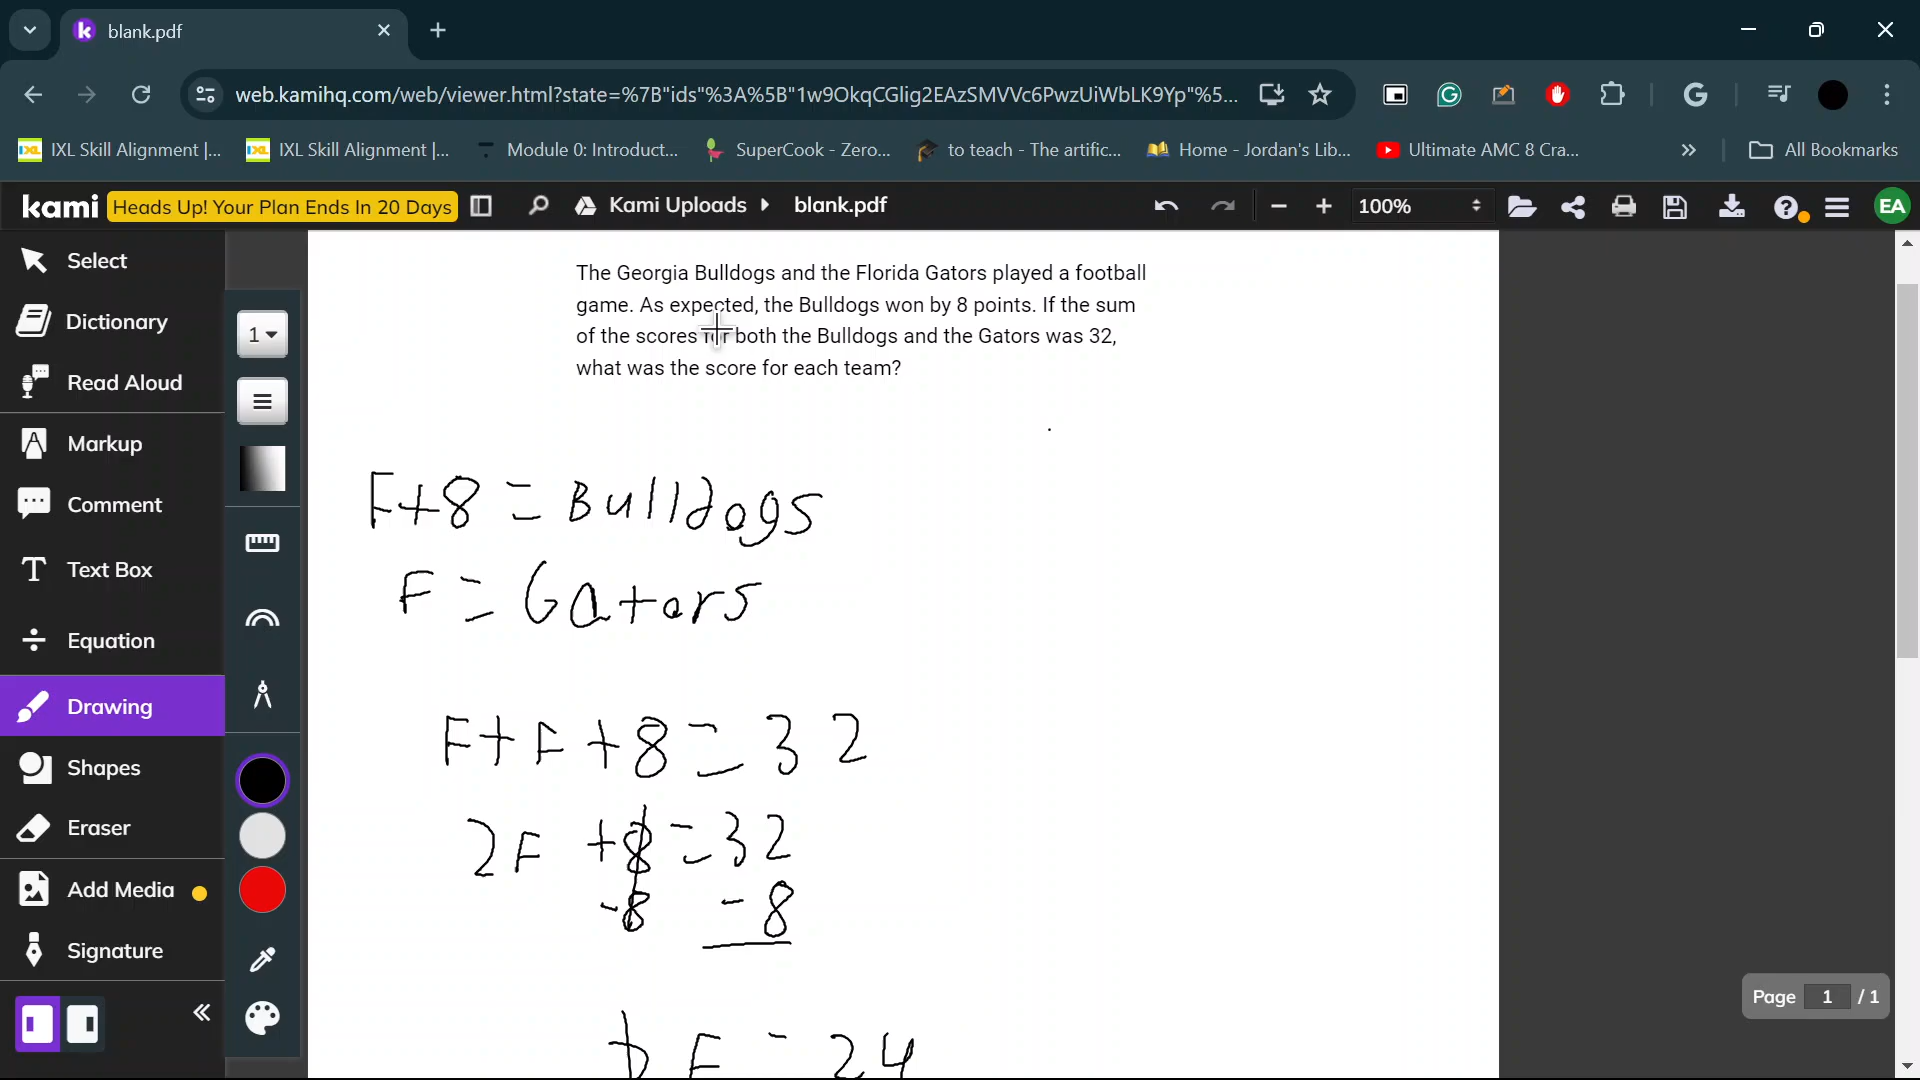 blank.pdf
web.kamihq.com/web/viewer.html?state=%7B"ids"%3A%5B"1w9OkqCGlig2EAzSMVVc6PwzUiWbLK9Yp"%5...
IXL Skill Alignment |...
IXL Skill Alignment |...
Module 0: Introduct...
SuperCook - Zero...
to teach - The artific...
Home - Jordan's Lib...
Ultimate AMC 8 Cra...
All Bookmarks
kami
Heads Up! Your Plan Ends In 20 Days
Kami Uploads
blank.pdf
100%
EA
Select
Dictionary
Read Aloud
Markup
Comment
Text Box
Equation
Drawing
Shapes
Eraser
Add Media
Signature
1
The Georgia Bulldogs and the Florida Gators played a football
game. As expected, the Bulldogs won by 8 points. If the sum
of the scores for both the Bulldogs and the Gators was 32,
what was the score for each team?
F+8 = Bulldogs
F = Gators
F+F+8=32
2F +8=32
-8 -8
F = 24
Page 1 / 1